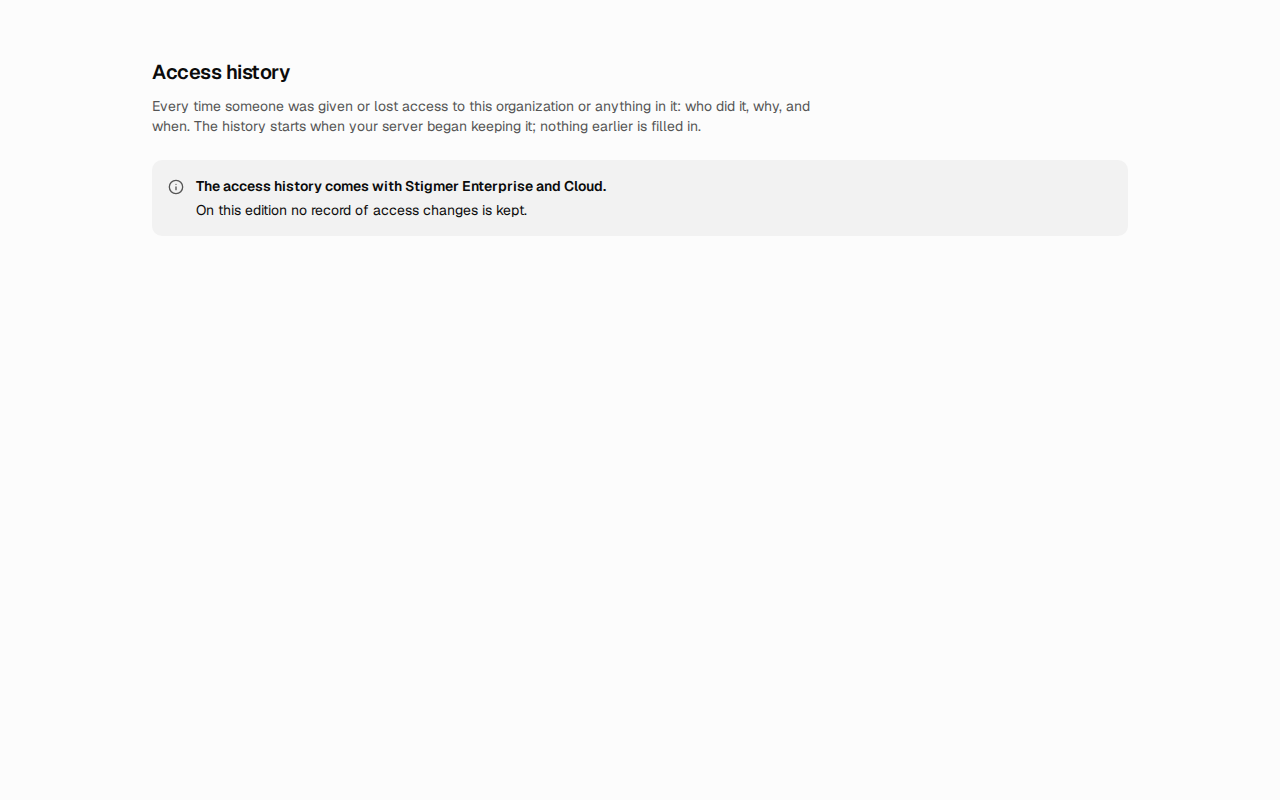 Access history
Every time someone was given or lost access to this organization or anything in it: who did it, why, and
when. The history starts when your server began keeping it; nothing earlier is filled in.
The access history comes with Stigmer Enterprise and Cloud.
On this edition no record of access changes is kept.